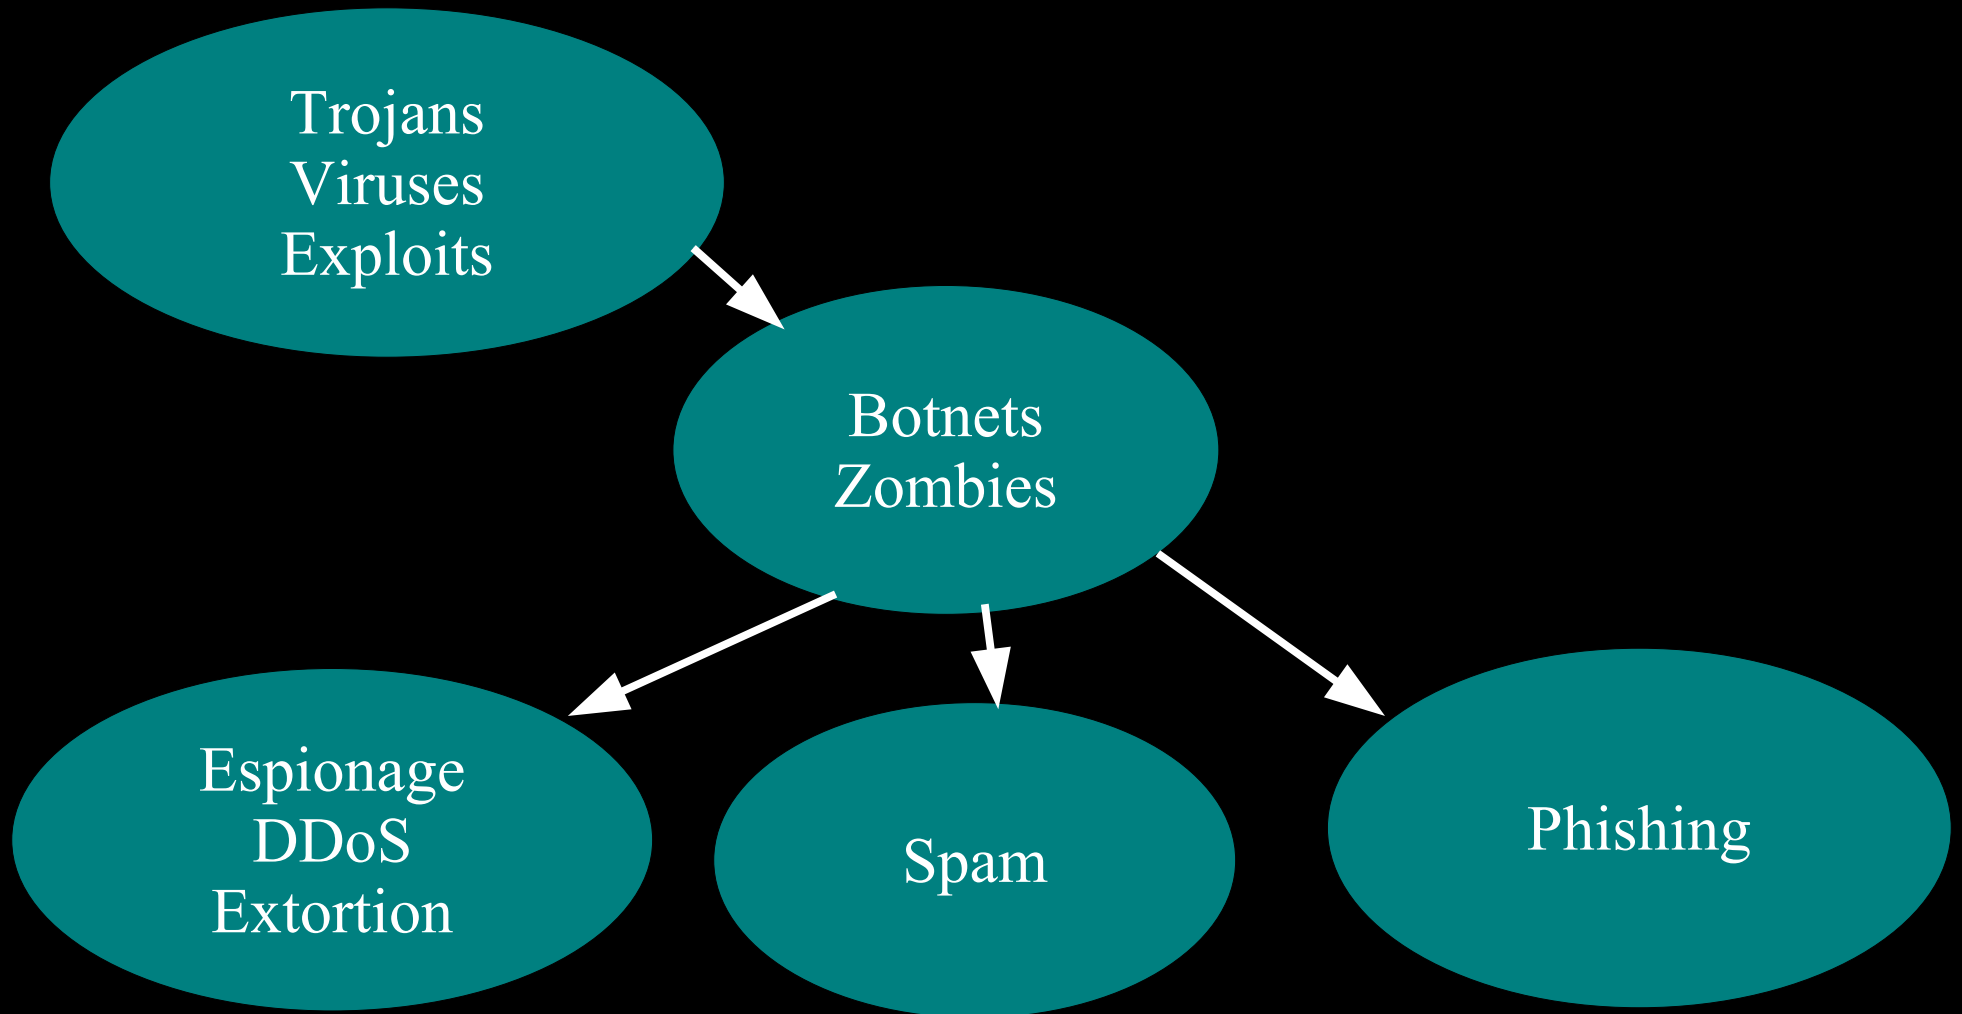 Trojans
Viruses
Exploits
Botnets
Zombies
Espionage
DDoS
Extortion
Spam
Phishing